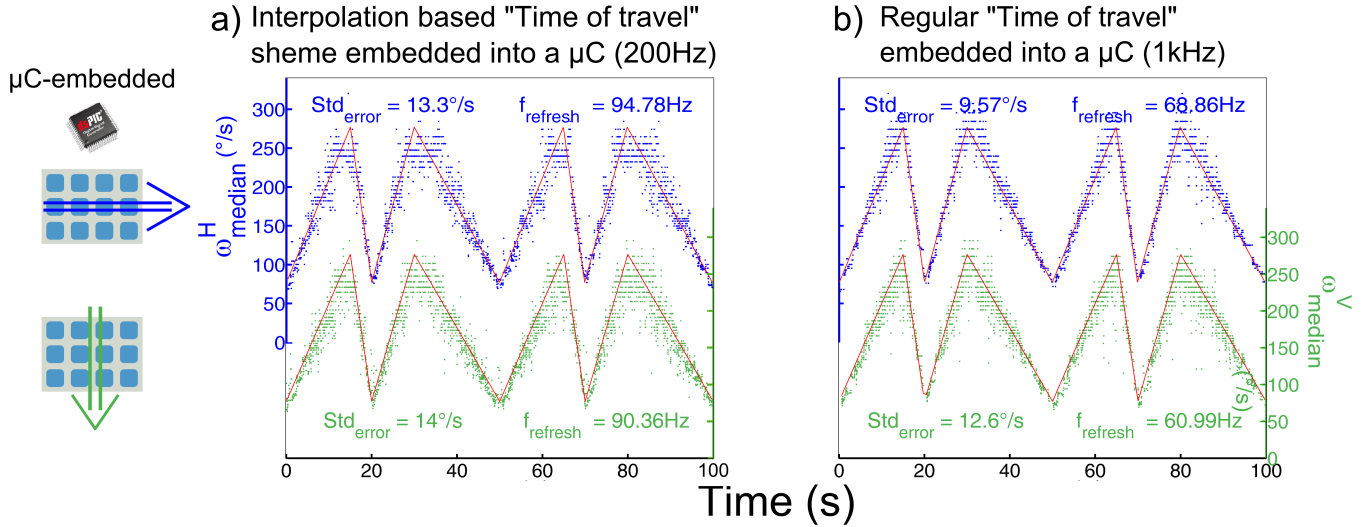 a) Interpolation based "Time of travel"
sheme embedded into a µC (200Hz)
b) Regular "Time of travel"
embedded into a µC (1kHz)
µC-embedded
Std_error = 13.3°/s f_refresh = 94.78Hz
Std_error = 9.57°/s f_refresh = 68.86Hz
300
250
200
150
100
50
0
ω^H_median (°/s)
300
250
200
150
100
50
0
ω^V_median (°/s)
Std_error = 14°/s f_refresh = 90.36Hz
Std_error = 12.6°/s f_refresh = 60.99Hz
0 20 40 60 80 100
0 20 40 60 80 100
Time (s)